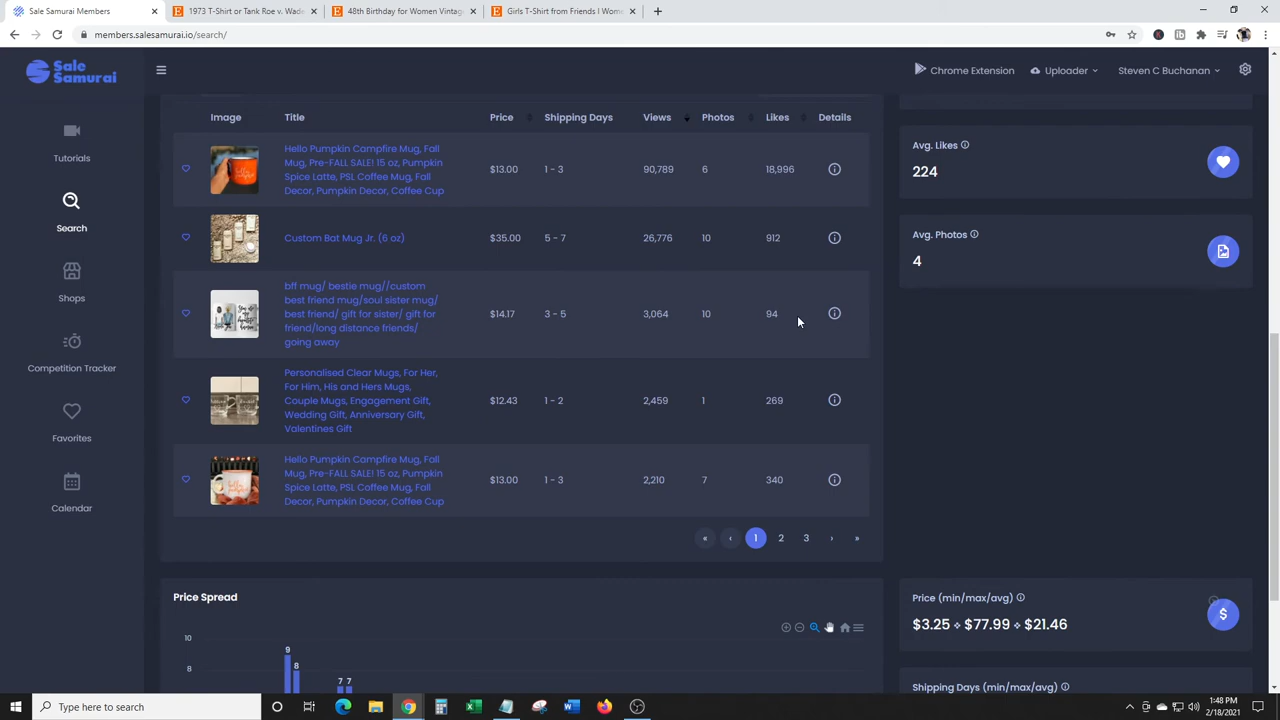 Sale Samurai Members
1973 T-Shirt or Tank Roe v. Wade
48th Birthday for Women Vintag
Girls T-Shirt from Friends I Wom
members.salesamurai.io/search/
Sale Samurai
Chrome Extension
Uploader
Steven C Buchanan
Tutorials
Search
Shops
Competition Tracker
Favorites
Calendar
Image Title Price Shipping Days Views Photos Likes Details
Hello Pumpkin Campfire Mug, Fall
Mug, Pre-FALL SALE! 15 oz, Pumpkin
Spice Latte, PSL Coffee Mug, Fall
Decor, Pumpkin Decor, Coffee Cup
$13.00 1 - 3 90,789 6 18,996
Custom Bat Mug Jr. (6 oz) $35.00 5 - 7 26,776 10 912
bff mug/ bestie mug//custom
best friend mug/soul sister mug/
best friend/ gift for sister/ gift for
friend/long distance friends/
going away
$14.17 3 - 5 3,064 10 94
Personalised Clear Mugs, For Her,
For Him, His and Hers Mugs,
Couple Mugs, Engagement Gift,
Wedding Gift, Anniversary Gift,
Valentines Gift
$12.43 1 - 2 2,459 1 269
Hello Pumpkin Campfire Mug, Fall
Mug, Pre-FALL SALE! 15 oz, Pumpkin
Spice Latte, PSL Coffee Mug, Fall
Decor, Pumpkin Decor, Coffee Cup
$13.00 1 - 3 2,210 7 340
« ‹ 1 2 3 › »
Avg. Likes
224
Avg. Photos
4
Price Spread
10
9
8
8
7 7
Price (min/max/avg)
$3.25 ⋄ $77.99 ⋄ $21.46
Shipping Days (min/max/avg)
Type here to search
1:48 PM
2/18/2021